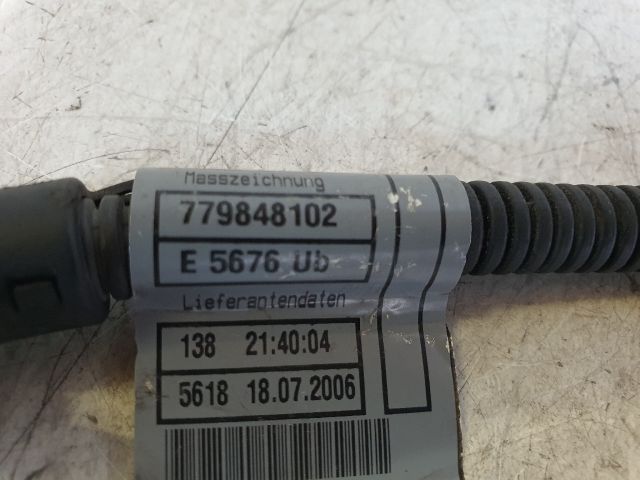 Masszeichnung
779848102
E 5676 Ub
Lieferantendaten
138 21:40:04
5618 18.07.2006